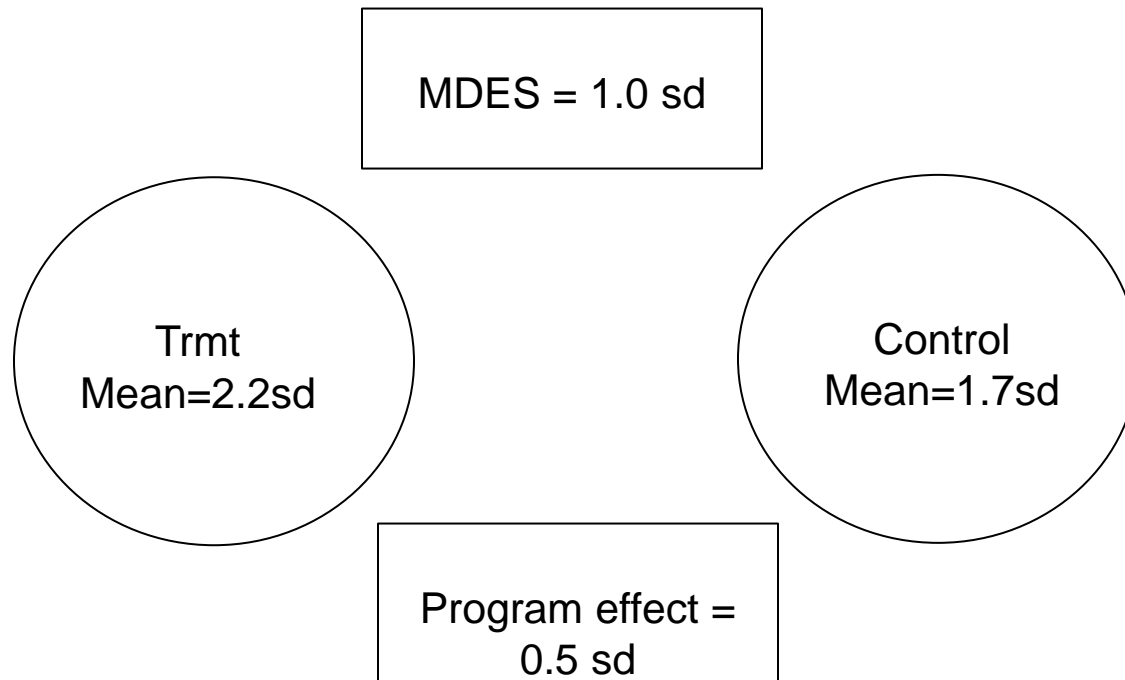 MDES = 1.0 sd
Trmt
Mean=2.2sd
Control
Mean=1.7sd
Program effect =
0.5 sd